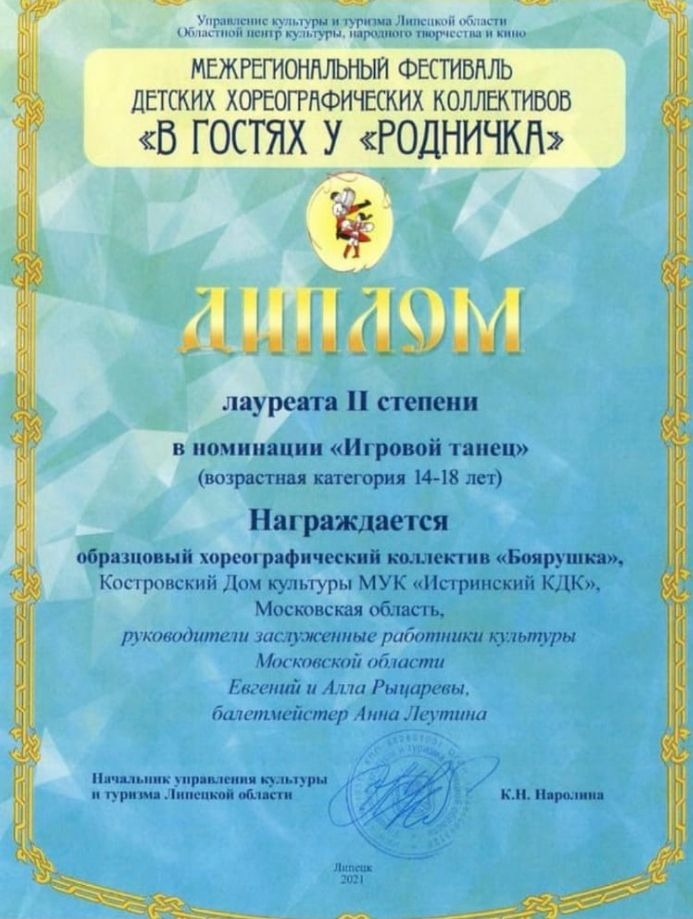 Управление культуры и туризма Липецкой области
Областной центр культуры, народного творчества и кино
МЕЖРЕГИОНАЛЬНЫЙ ФЕСТИВАЛЬ
ДЕТСКИХ ХОРЕОГРАФИЧЕСКИХ КОЛЛЕКТИВОВ
«В ГОСТЯХ У «РОДНИЧКА»
ДИПЛОМ
лауреата II степени
в номинации «Игровой танец»
(возрастная категория 14-18 лет)
Награждается
образцовый хореографический коллектив «Боярушка»,
Костровский Дом культуры МУК «Истринский КДК»,
Московская область,
руководители заслуженные работники культуры
Московской области
Евгений и Алла Рыцаревы,
балетмейстер Анна Леутина
Начальник управления культуры
и туризма Липецкой области
К.Н. Наролина
Липецк
2021